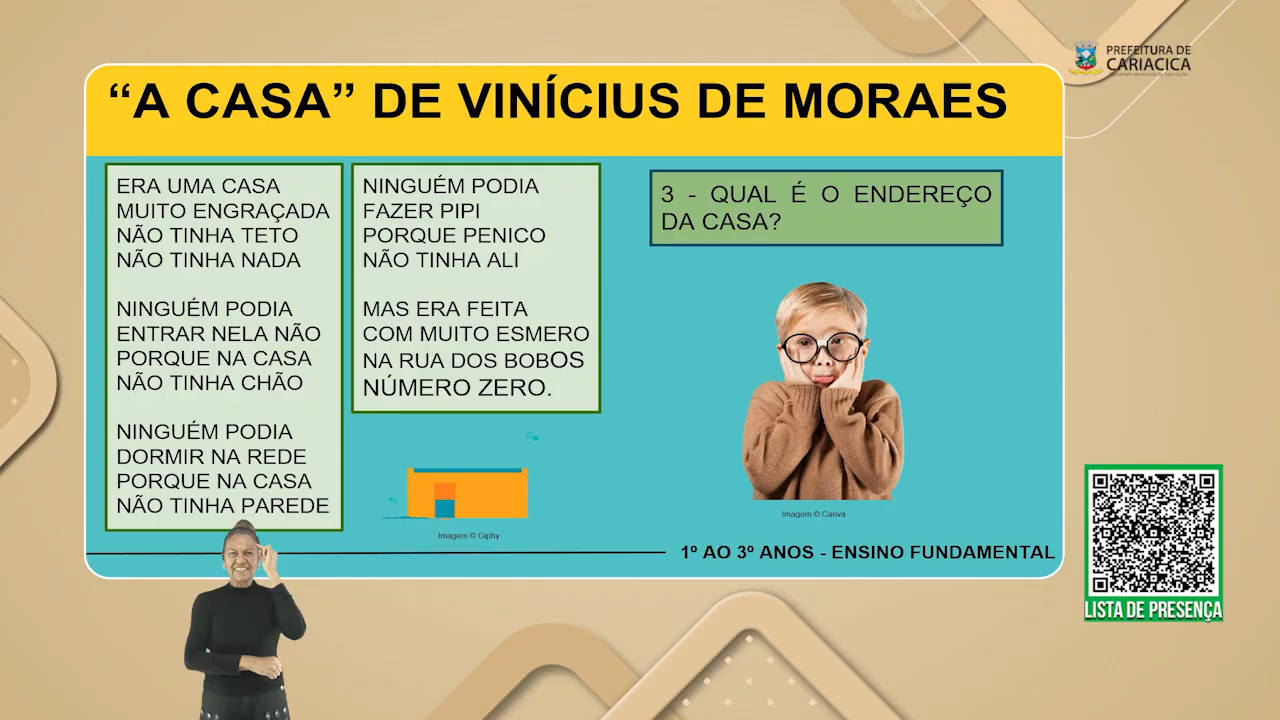 PREFEITURA DE
CARIACICA
“A CASA” DE VINÍCIUS DE MORAES
ERA UMA CASA
MUITO ENGRAÇADA
NÃO TINHA TETO
NÃO TINHA NADA
NINGUÉM PODIA
ENTRAR NELA NÃO
PORQUE NA CASA
NÃO TINHA CHÃO
NINGUÉM PODIA
DORMIR NA REDE
PORQUE NA CASA
NÃO TINHA PAREDE
NINGUÉM PODIA
FAZER PIPI
PORQUE PENICO
NÃO TINHA ALI
MAS ERA FEITA
COM MUITO ESMERO
NA RUA DOS BOBOS
NÚMERO ZERO.
Imagem © Giphy
3 - QUAL É O ENDEREÇO
DA CASA?
Imagem © Canva
1º AO 3º ANOS - ENSINO FUNDAMENTAL
LISTA DE PRESENÇA